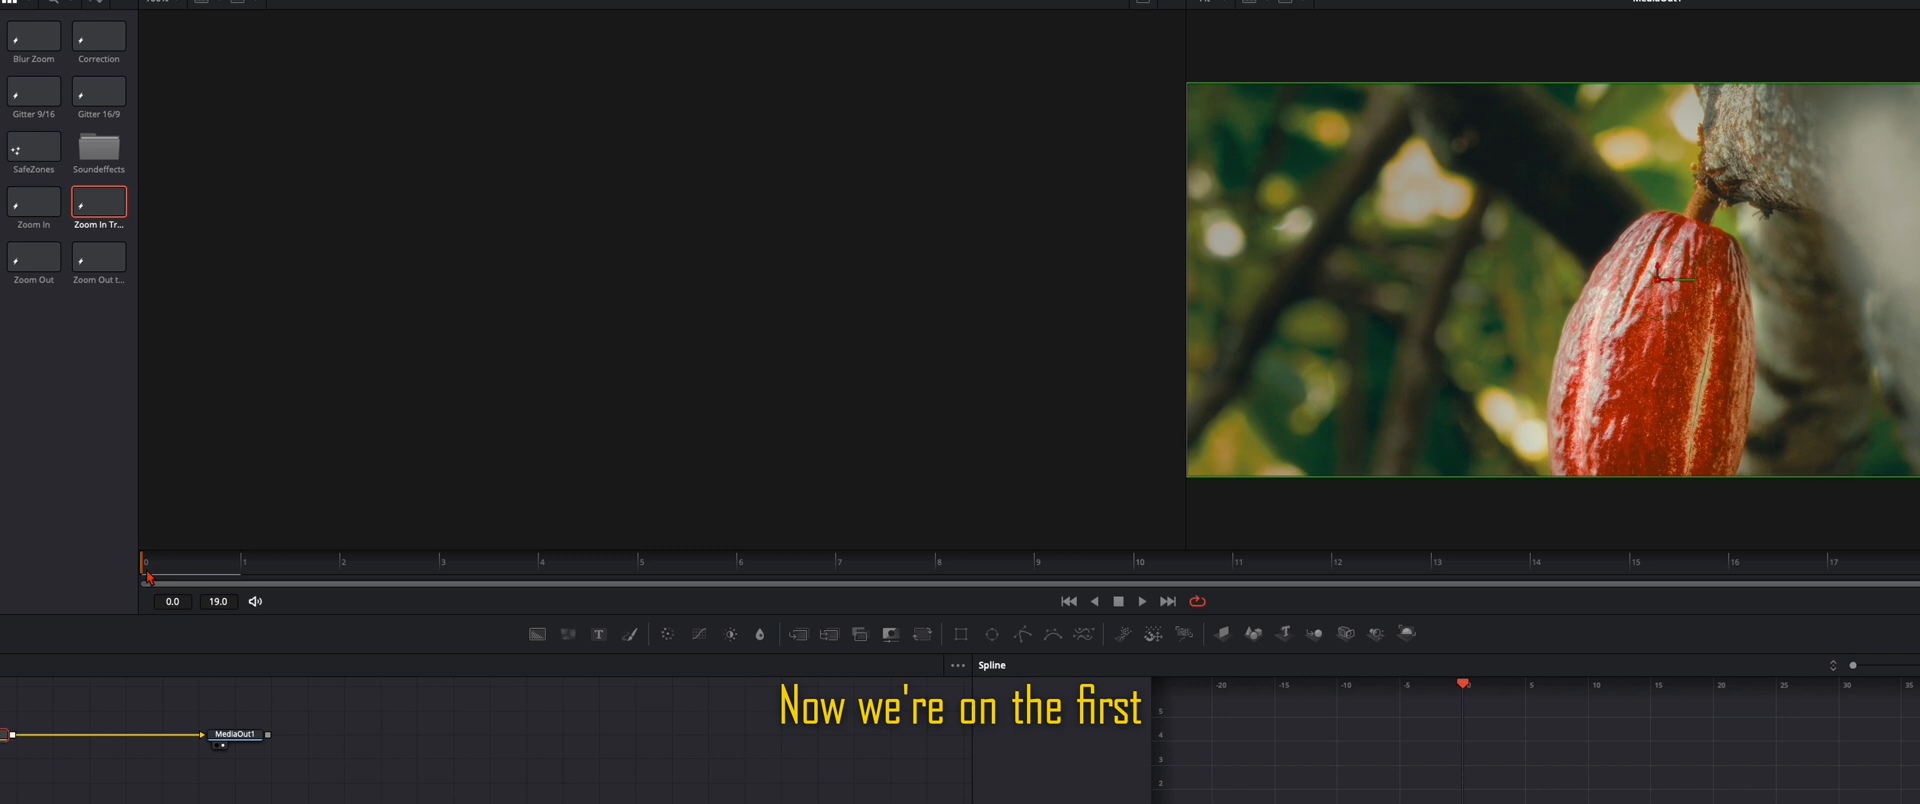 Blur Zoom
Correction
Gitter 9/16
Gitter 16/9
SafeZones
Soundeffects
Zoom In
Zoom In Tr...
Zoom Out
Zoom Out t...
0 1 2 3 4 5 6 7 8 9 10 11 12 13 14 15 16 17
0.0 19.0
Spline
-20 -15 -10 -5 0 5 10 15 20 25 30 35
5
4
3
2
MediaOut1
Now we're on the first